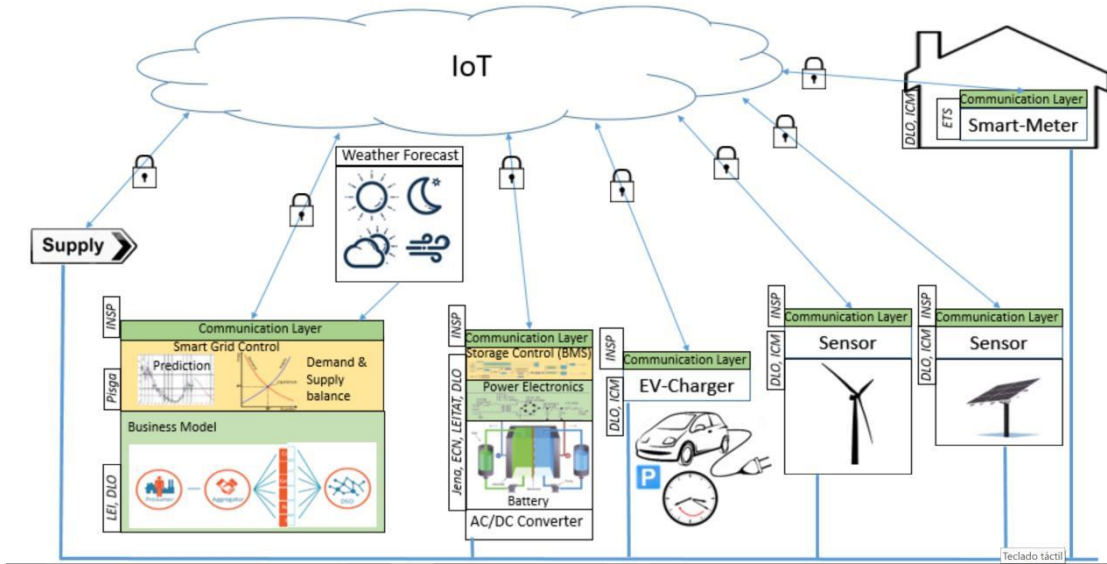 IoT
Communication Layer
Smart-Meter
DLO, ICM
ETS
Weather Forecast
Supply
INSP
Communication Layer
Smart Grid Control
Prediction
Demand &
Supply
balance
Pisga
Business Model
LEI, DLO
Prosumer
Aggregator
DSO
INSP
Communication Layer
Storage Control (BMS)
Power Electronics
Battery
AC/DC Converter
Jena, ECN, LEITAT, DLO
INSP
Communication Layer
EV-Charger
DLO, ICM
P
INSP
Communication Layer
Sensor
DLO, ICM
INSP
Communication Layer
Sensor
DLO, ICM
Teclado táctil